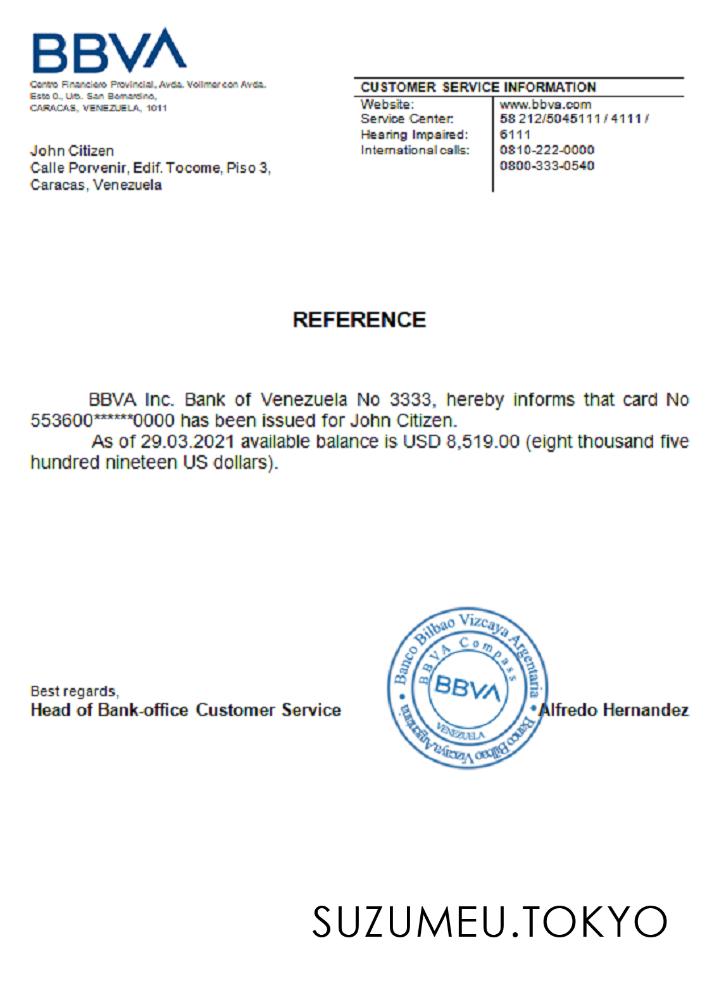 BBVA
Centro Financiero Provincial, Avda. Vollmer con Avda.
Este 0., Urb. San Bernardino,
CARACAS, VENEZUELA, 1011
CUSTOMER SERVICE INFORMATION
Website: www.bbva.com
Service Center: 58 212/5045111 / 4111 /
Hearing Impaired: 6111
International calls: 0810-222-0000
0800-333-0540
John Citizen
Calle Porvenir, Edif. Tocome, Piso 3,
Caracas, Venezuela
REFERENCE
BBVA Inc. Bank of Venezuela No 3333, hereby informs that card No
553600******0000 has been issued for John Citizen.
As of 29.03.2021 available balance is USD 8,519.00 (eight thousand five
hundred nineteen US dollars).
Banco Bilbao Vizcaya Argentaria • Banco Bilbao Vizcaya Argentaria •
BBVA Compass
BBVA
VENEZUELA
Best regards,
Head of Bank-office Customer Service
Alfredo Hernandez
SUZUMEU.TOKYO